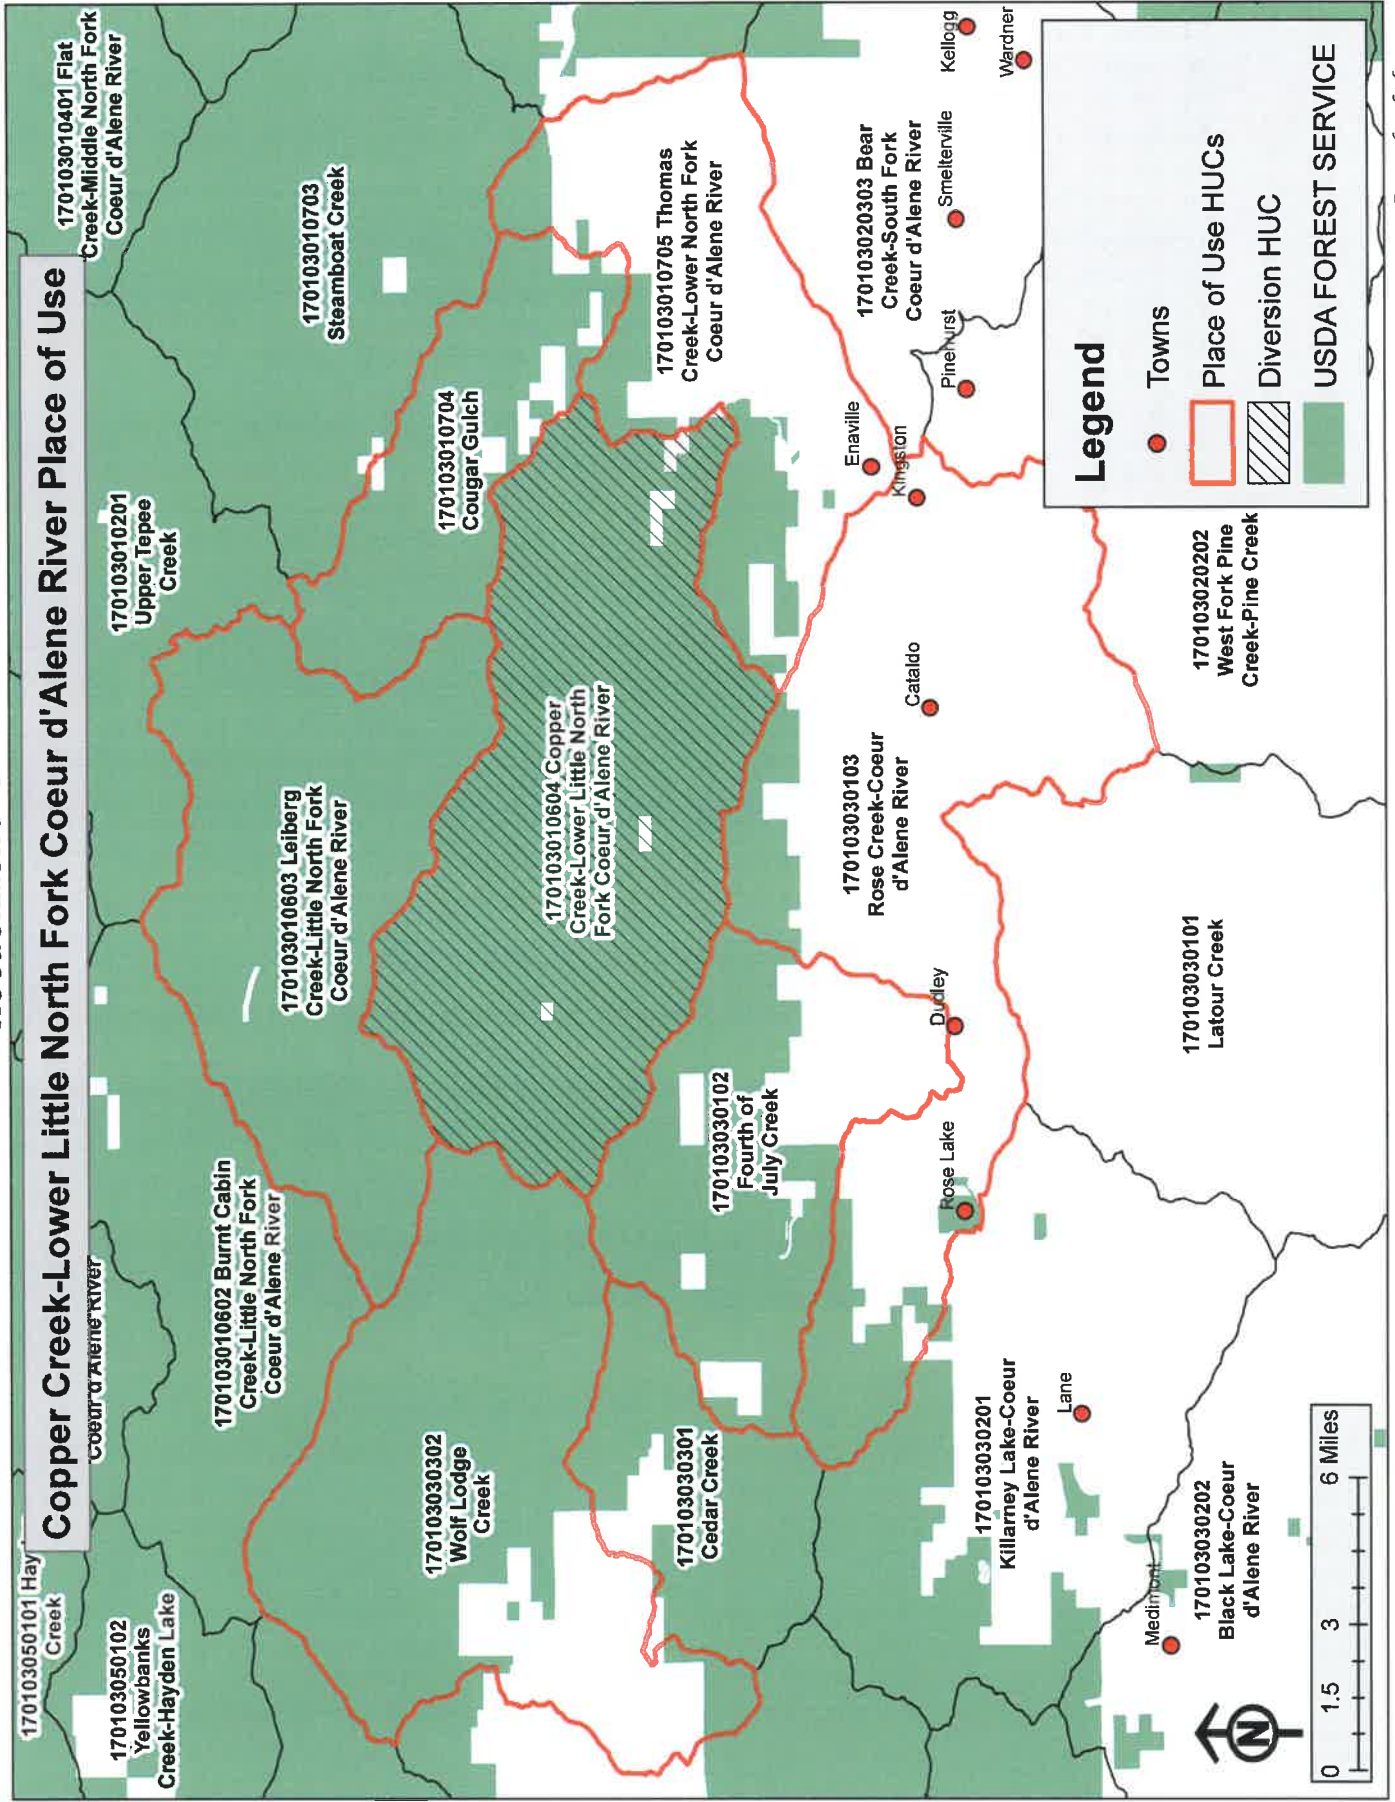 Copper Creek-Lower Little North Fork Coeur d'Alene River Place of Use
170103050101 Hay
Creek
170103050102
Yellowbanks
Creek-Hayden Lake
Coeur d'Alene River
170103010602 Burnt Cabin
Creek-Little North Fork
Coeur d'Alene River
170103010603 Leiberg
Creek-Little North Fork
Coeur d'Alene River
170103010201
Upper Tepee
Creek
170103010401 Flat
Creek-Middle North Fork
Coeur d'Alene River
170103010703
Steamboat Creek
170103030302
Wolf Lodge
Creek
170103010704
Cougar Gulch
170103010604 Copper
Creek-Lower Little North
Fork Coeur d'Alene River
170103010705 Thomas
Creek-Lower North Fork
Coeur d'Alene River
170103030301
Cedar Creek
170103030102
Fourth of
July Creek
170103030103
Rose Creek-Coeur
d'Alene River
170103020303 Bear
Creek-South Fork
Coeur d'Alene River
Enaville
Kingston
Cataldo
Dudley
Rose Lake
Pinehurst
Smelterville
Kellogg
Wardner
170103030201
Killarney Lake-Coeur
d'Alene River
Lane
Medimont
170103030202
Black Lake-Coeur
d'Alene River
170103030101
Latour Creek
170103020202
West Fork Pine
Creek-Pine Creek
Legend
Towns
Place of Use HUCs
Diversion HUC
USDA FOREST SERVICE
N
0 1.5 3 6 Miles